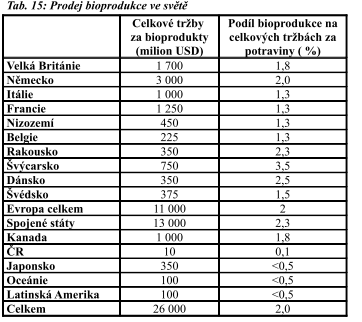 Tab. 15: Prodej bioprodukce ve světě
Celkové tržby za bioprodukty (milion USD) Podíl bioprodukce na celkových tržbách za potraviny ( %)
Velká Británie 1 700 1,8
Německo 3 000 2,0
Itálie 1 000 1,3
Francie 1 250 1,3
Nizozemí 450 1,3
Belgie 225 1,3
Rakousko 350 2,3
Švýcarsko 750 3,5
Dánsko 350 2,5
Švédsko 375 1,5
Evropa celkem 11 000 2
Spojené státy 13 000 2,3
Kanada 1 000 1,8
ČR 10 0,1
Japonsko 350 <0,5
Oceánie 100 <0,5
Latinská Amerika 100 <0,5
Celkem 26 000 2,0